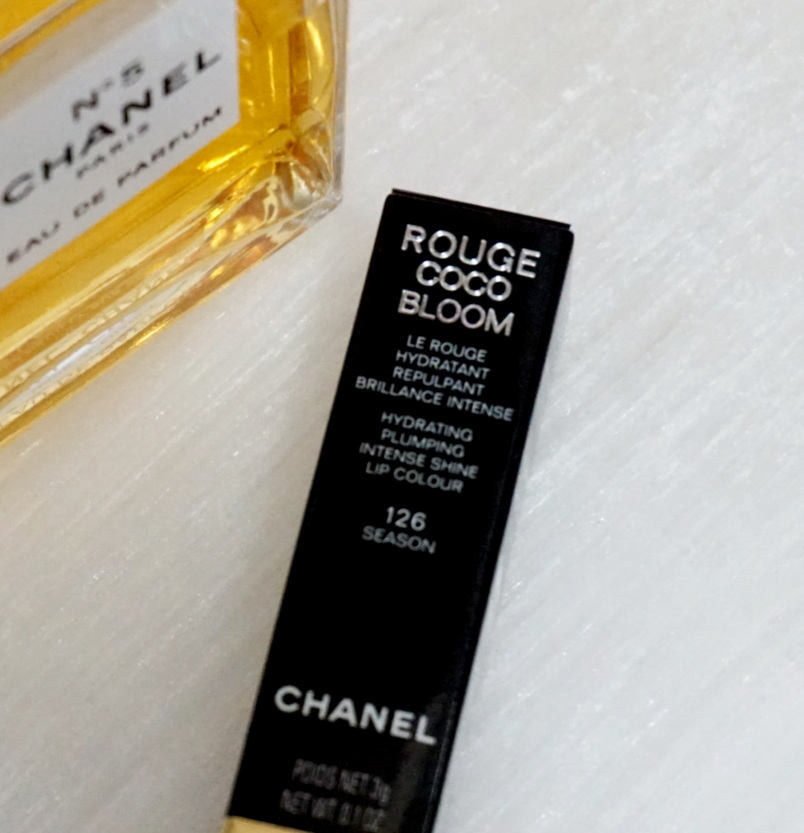 N°5
CHANEL
PARIS
EAU DE PARFUM
ROUGE
COCO
BLOOM
LE ROUGE
HYDRATANT
REPULPANT
BRILLANCE INTENSE
HYDRATING
PLUMPING
INTENSE SHINE
LIP COLOUR
126
SEASON
CHANEL
POIDS NET 3g
NET WT. 0.1 OZ.